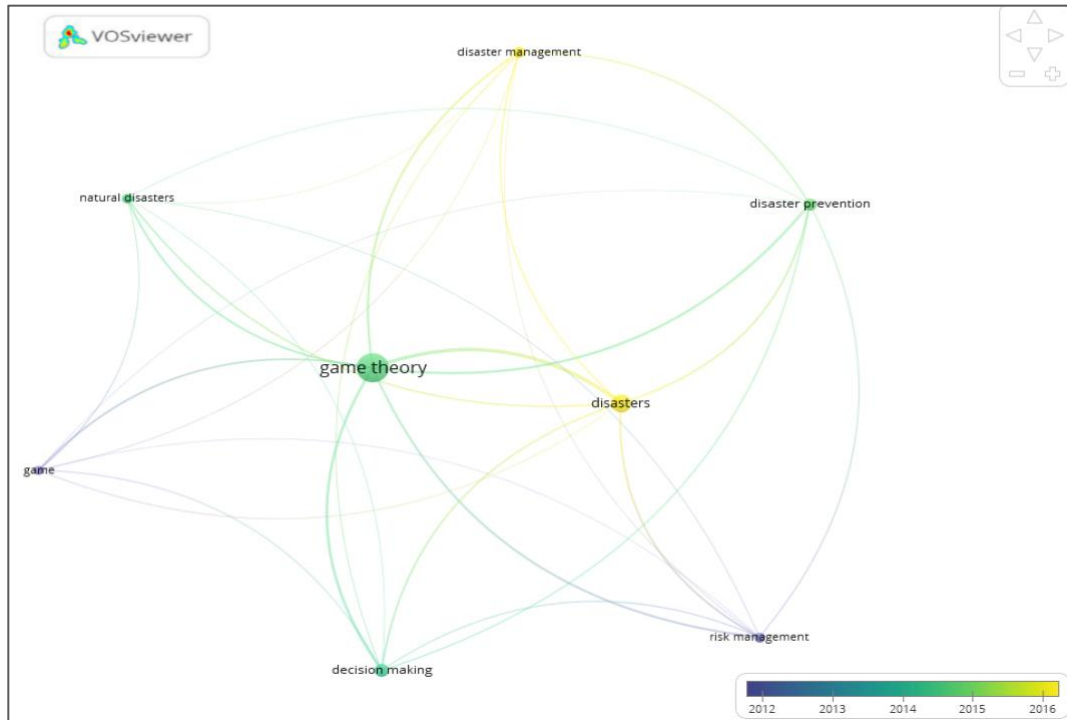 VOSviewer
disaster management
natural disasters
disaster prevention
game theory
disasters
game
risk management
decision making
2012 2013 2014 2015 2016